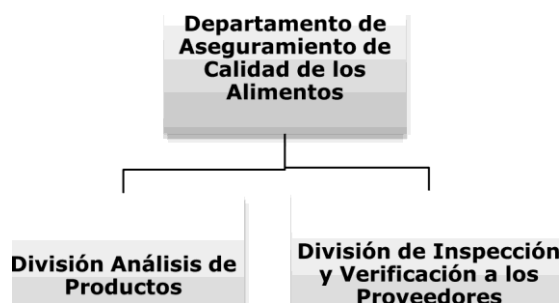 Departamento de
Aseguramiento de
Calidad de los
Alimentos
División Análisis de
Productos
División de Inspección
y Verificación a los
Proveedores